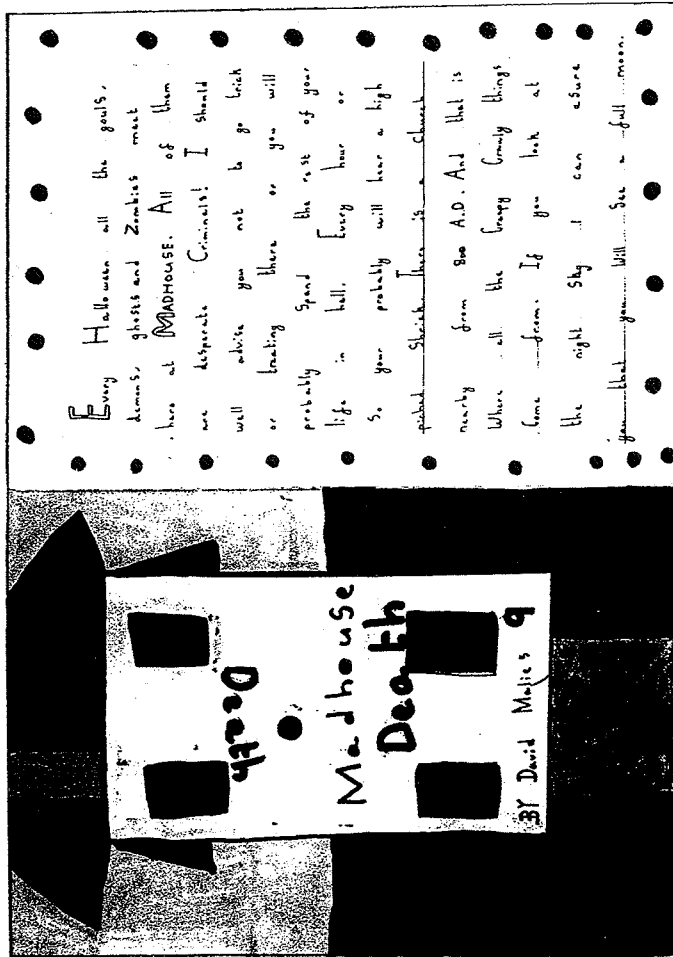 Death
Madhouse
Death
BY David Malies 9
Every Halloween all the gouls,
demons, ghosts and Zombies meet
here at MADHOUSE. All of them
are desperate Criminals! I should
well advise you not to go trick
or treating there or you will
probably Spend the rest of your
life in hell. Every hour or
So your probably will hear a high
piched Shriek. There is a church
nearby from 800 A.D. And that is
Where all the Creepy Crawly things
Come from. If you look at
the night Sky I can asure
you that you Will See a full moon.